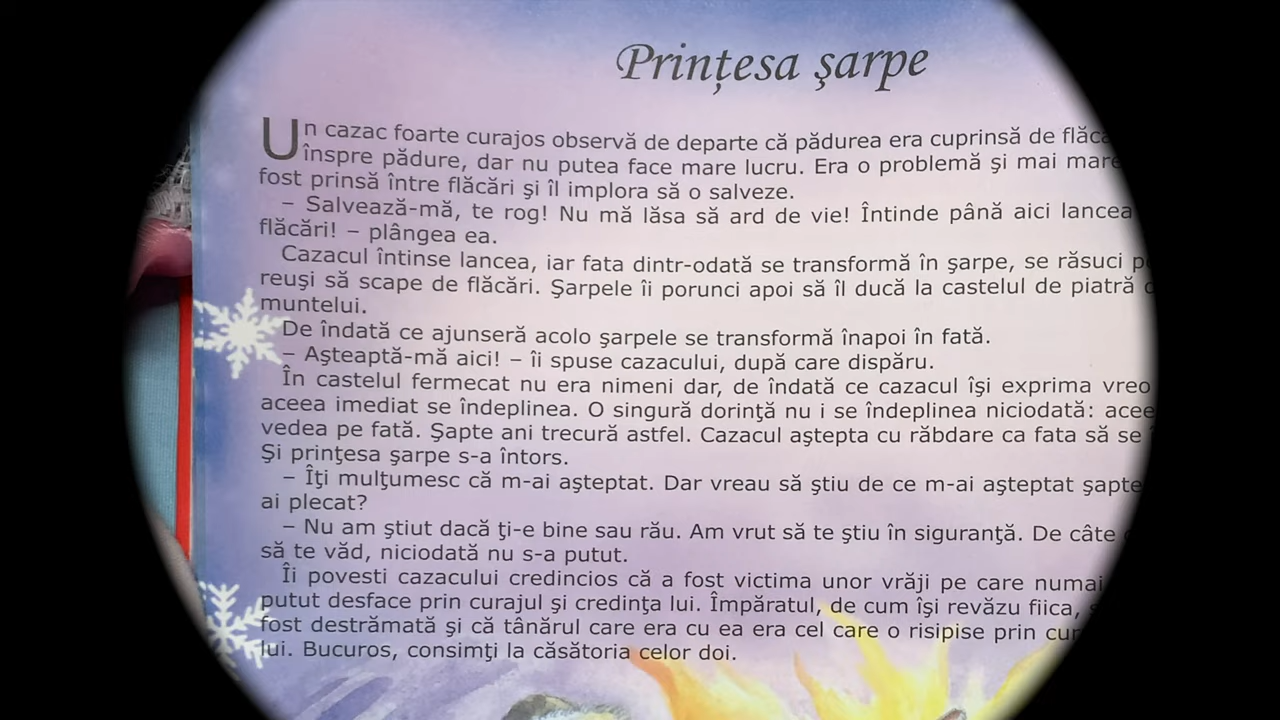 Prințesa șarpe
Un cazac foarte curajos observă de departe că pădurea era cuprinsă de
înspre pădure, dar nu putea face mare lucru. Era o problemă şi mai mare
fost prinsă între flăcări şi îl implora să o salveze.
– Salvează-mă, te rog! Nu mă lăsa să ard de vie! Întinde până aici lancea
flăcări! – plângea ea.
Cazacul întinse lancea, iar fata dintr-odată se transformă în şarpe, se răsuci
reuşi să scape de flăcări. Şarpele îi porunci apoi să îl ducă la castelul de piatră
muntelui.
De îndată ce ajunseră acolo şarpele se transformă înapoi în fată.
– Aşteaptă-mă aici! – îi spuse cazacului, după care dispăru.
În castelul fermecat nu era nimeni dar, de îndată ce cazacul îşi exprima vreo
aceea imediat se îndeplinea. O singură dorinţă nu i se îndeplinea niciodată:
vedea pe fată. Şapte ani trecură astfel. Cazacul aştepta cu răbdare ca fata să se
Şi prinţesa şarpe s-a întors.
– Îţi mulţumesc că m-ai aşteptat. Dar vreau să ştiu de ce m-ai aşteptat şapte
ai plecat?
– Nu am ştiut dacă ţi-e bine sau rău. Am vrut să te ştiu în siguranţă. De câte
să te văd, niciodată nu s-a putut.
Îi povesti cazacului credincios că a fost victima unor vrăji pe care numai
putut desface prin curajul şi credinţa lui. Împăratul, de cum îşi revăzu fiica,
fost destrămată şi că tânărul care era cu ea era cel care o risipise prin
lui. Bucuros, consimţi la căsătoria celor doi.